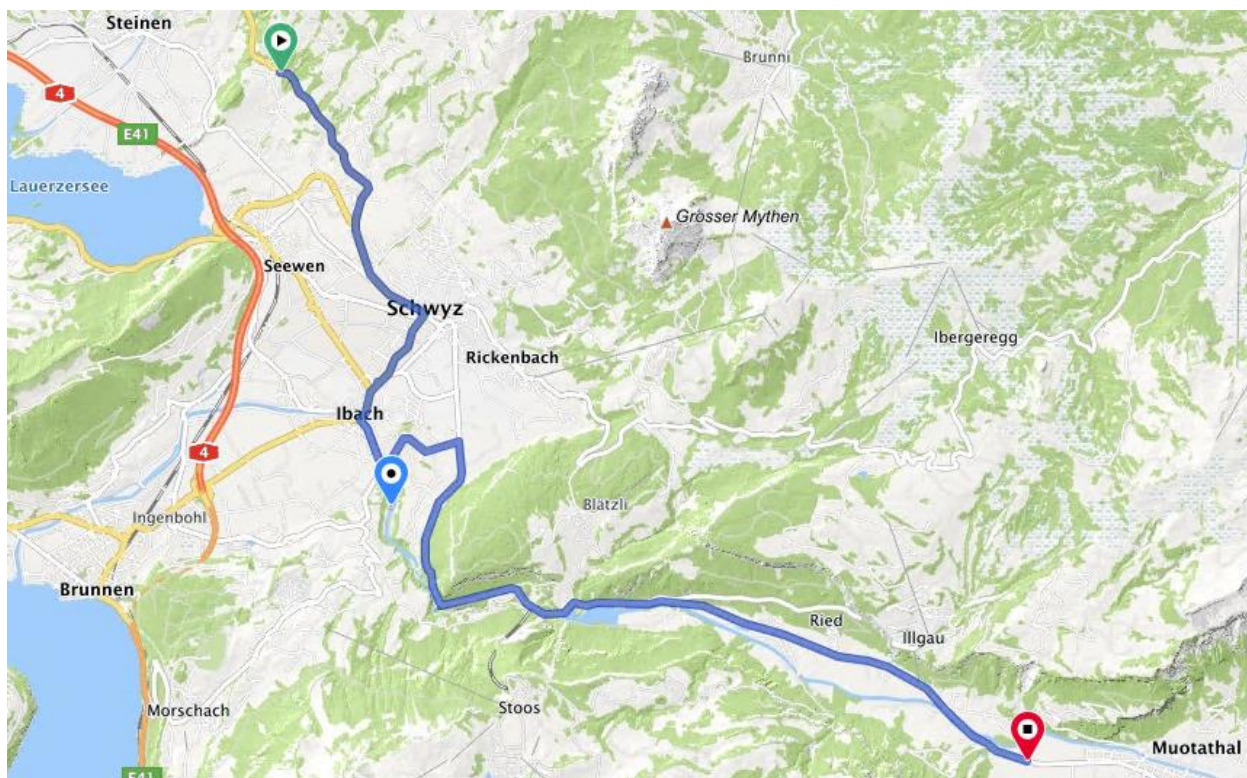 Steinen
Brunni
4
E41
Lauerzersee
Grosser Mythen
Seewen
Schwyz
Ibergeregg
Rickenbach
Ibach
4
Blätzli
Ingenbohl
Brunnen
Ried
Illgau
Stoos
Morschach
Muotathal
E41